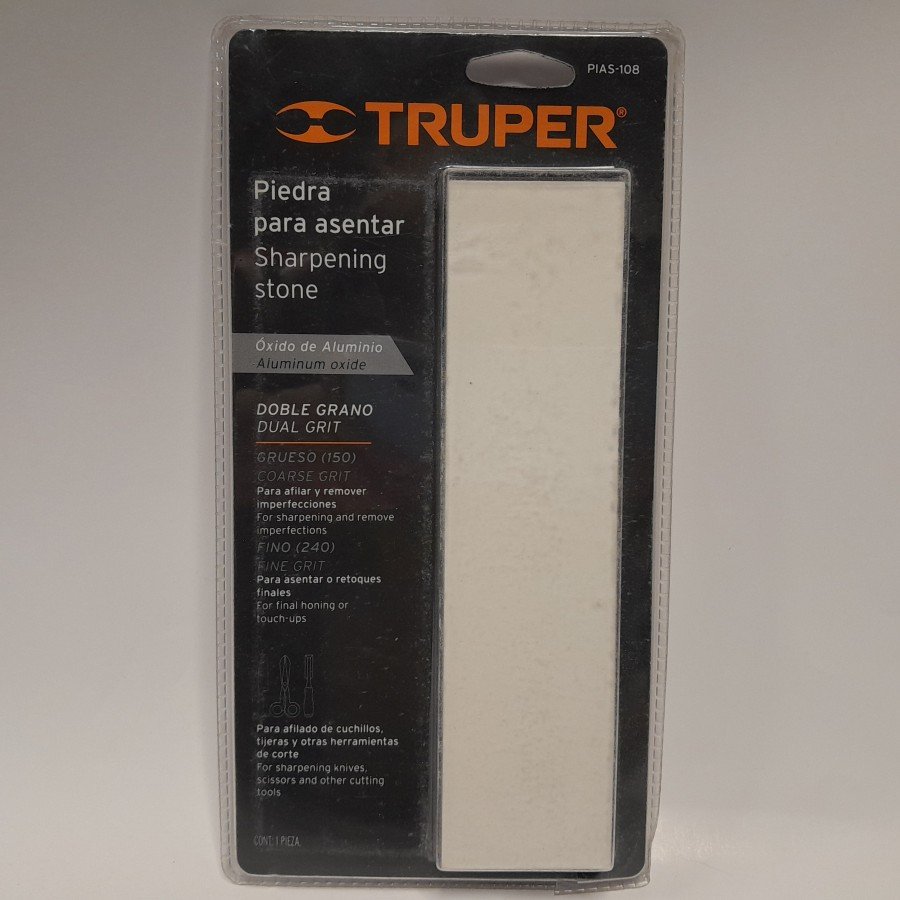 PIAS-108
TRUPER®
Piedra
para asentar
Sharpening
stone
Óxido de Aluminio
Aluminum oxide
DOBLE GRANO
DUAL GRIT
GRUESO (150)
COARSE GRIT
Para afilar y remover
imperfecciones
For sharpening and remove
imperfections
FINO (240)
FINE GRIT
Para asentar o retoques
finales
For final honing or
touch-ups
Para afilado de cuchillos,
tijeras y otras herramientas
de corte
For sharpening knives,
scissors and other cutting
tools
CONT. 1 PIEZA